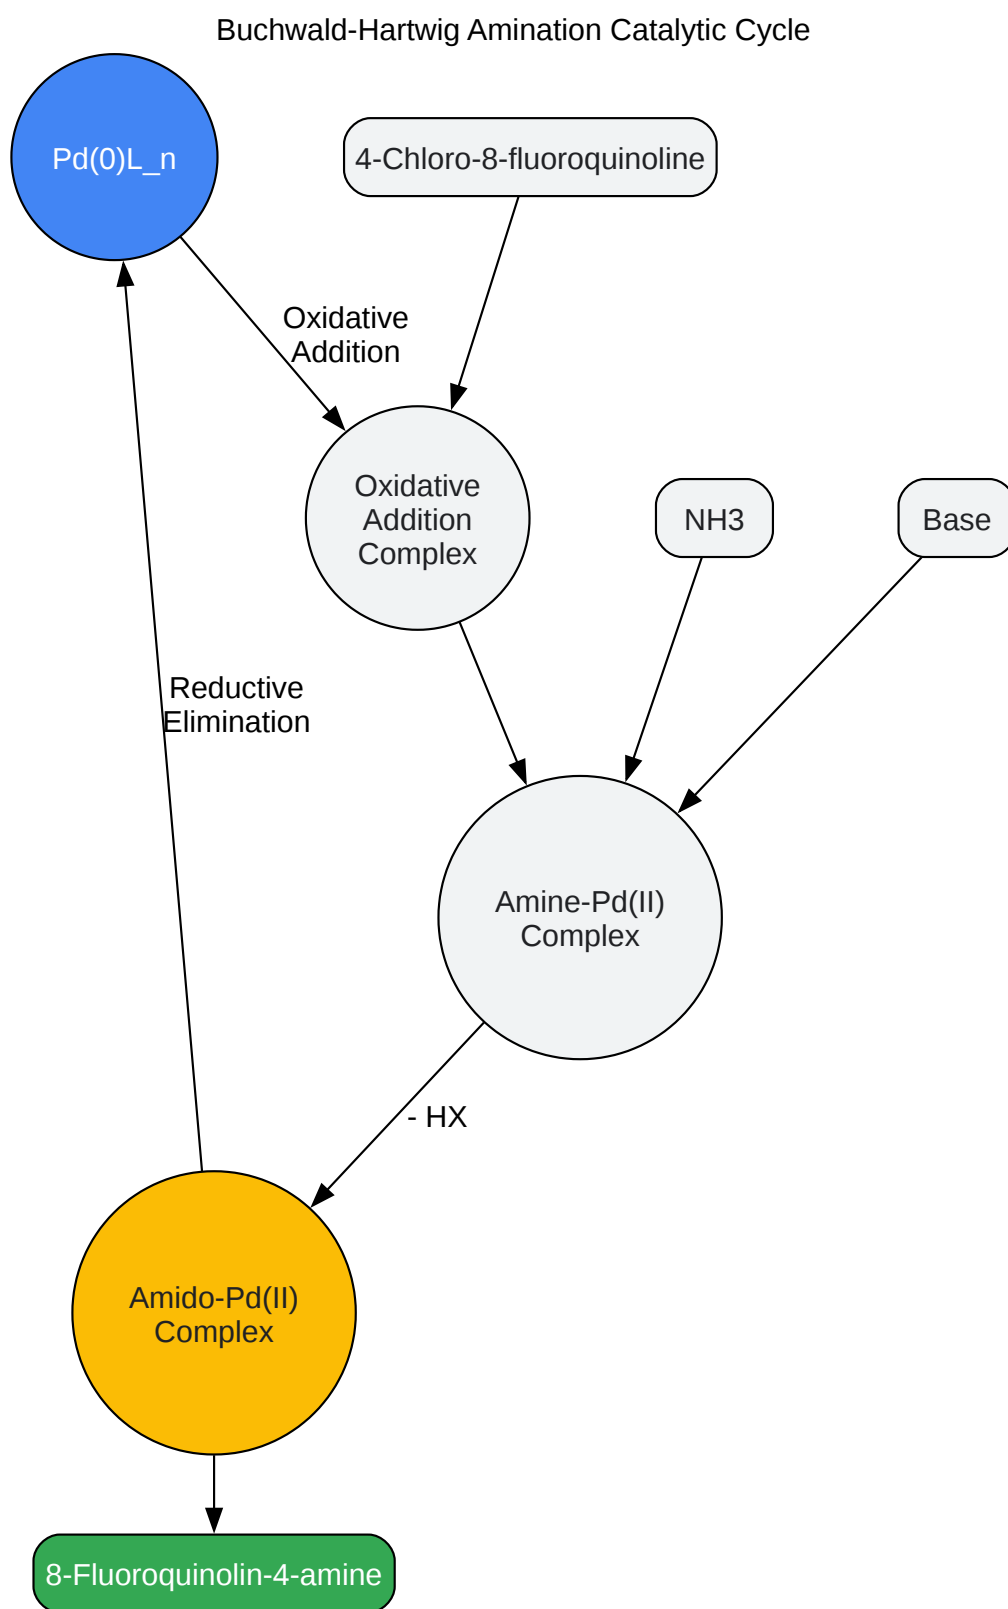 Buchwald-Hartwig Amination Catalytic Cycle
Pd(0)L_n
4-Chloro-8-fluoroquinoline
Oxidative
Addition
Oxidative
Addition
Complex
NH3
Base
Reductive
Elimination
Amine-Pd(II)
Complex
- HX
Amido-Pd(II)
Complex
8-Fluoroquinolin-4-amine